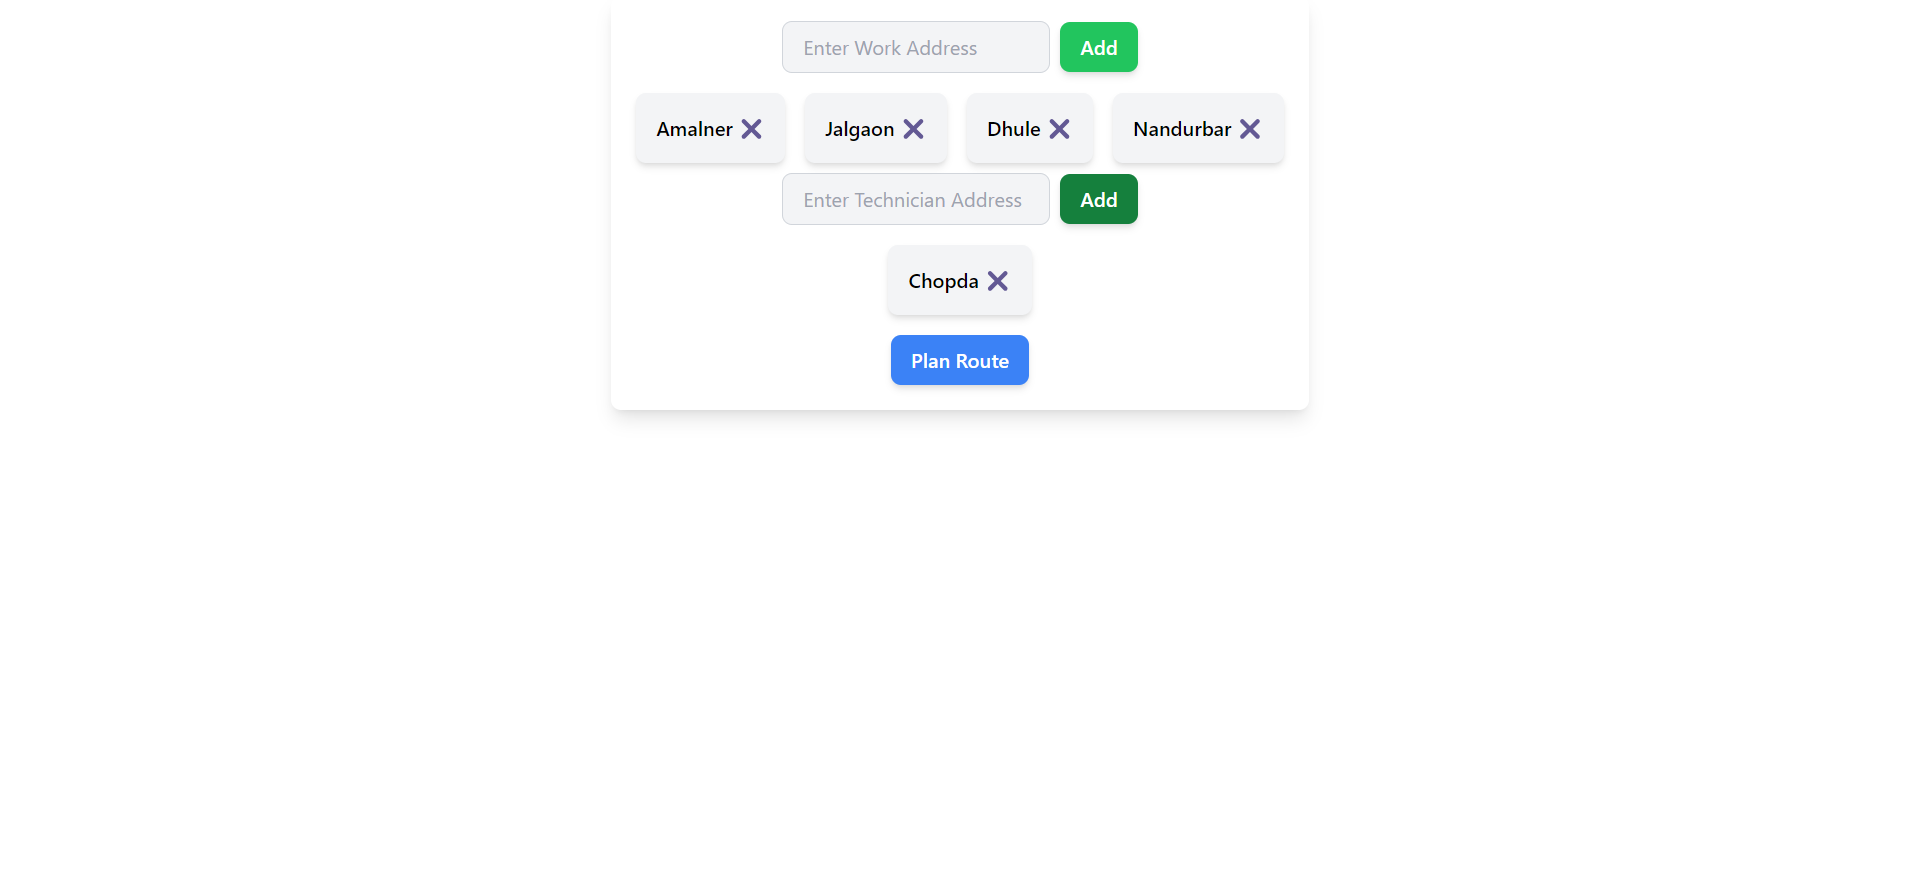 Enter Work Address Add
Amalner Jalgaon Dhule Nandurbar
Enter Technician Address Add
Chopda
Plan Route